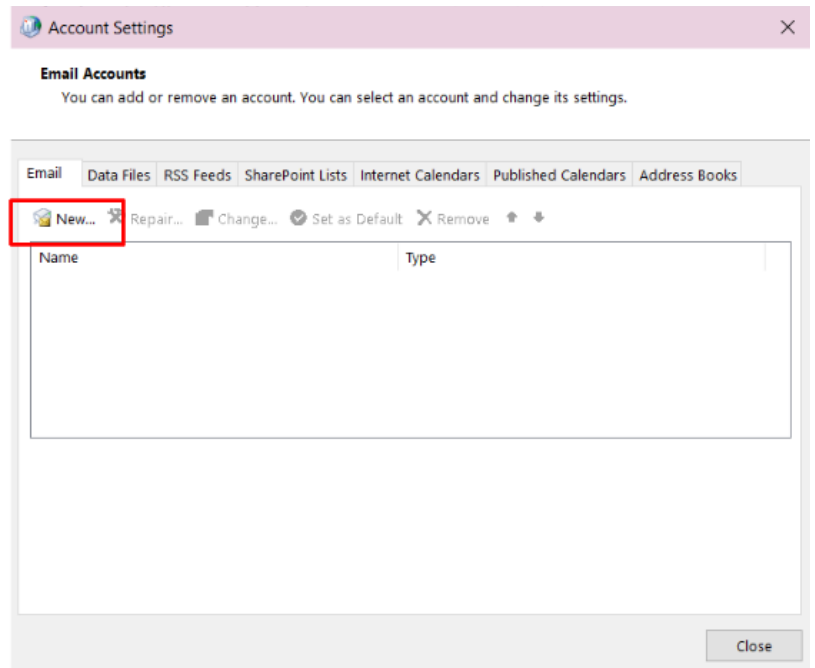 Account Settings
Email Accounts
You can add or remove an account. You can select an account and change its settings.
Email Data Files RSS Feeds SharePoint Lists Internet Calendars Published Calendars Address Books
New... Repair... Change... Set as Default Remove
Name Type
Close